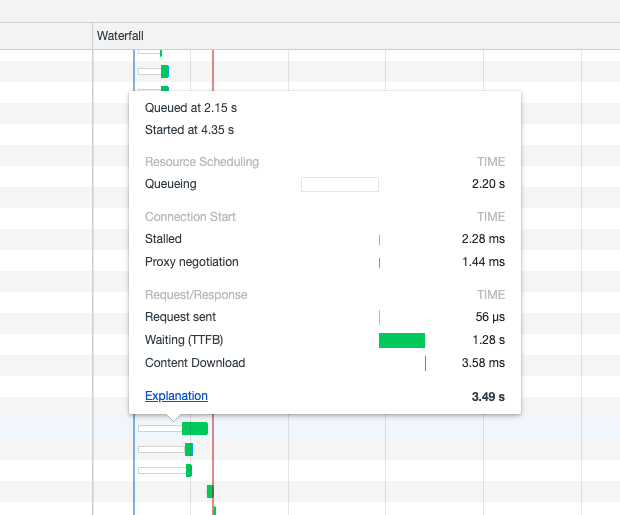 Waterfall
Queued at 2.15 s
Started at 4.35 s
Resource Scheduling TIME
Queueing 2.20 s
Connection Start TIME
Stalled 2.28 ms
Proxy negotiation 1.44 ms
Request/Response TIME
Request sent 56 μs
Waiting (TTFB) 1.28 s
Content Download 3.58 ms
Explanation 3.49 s